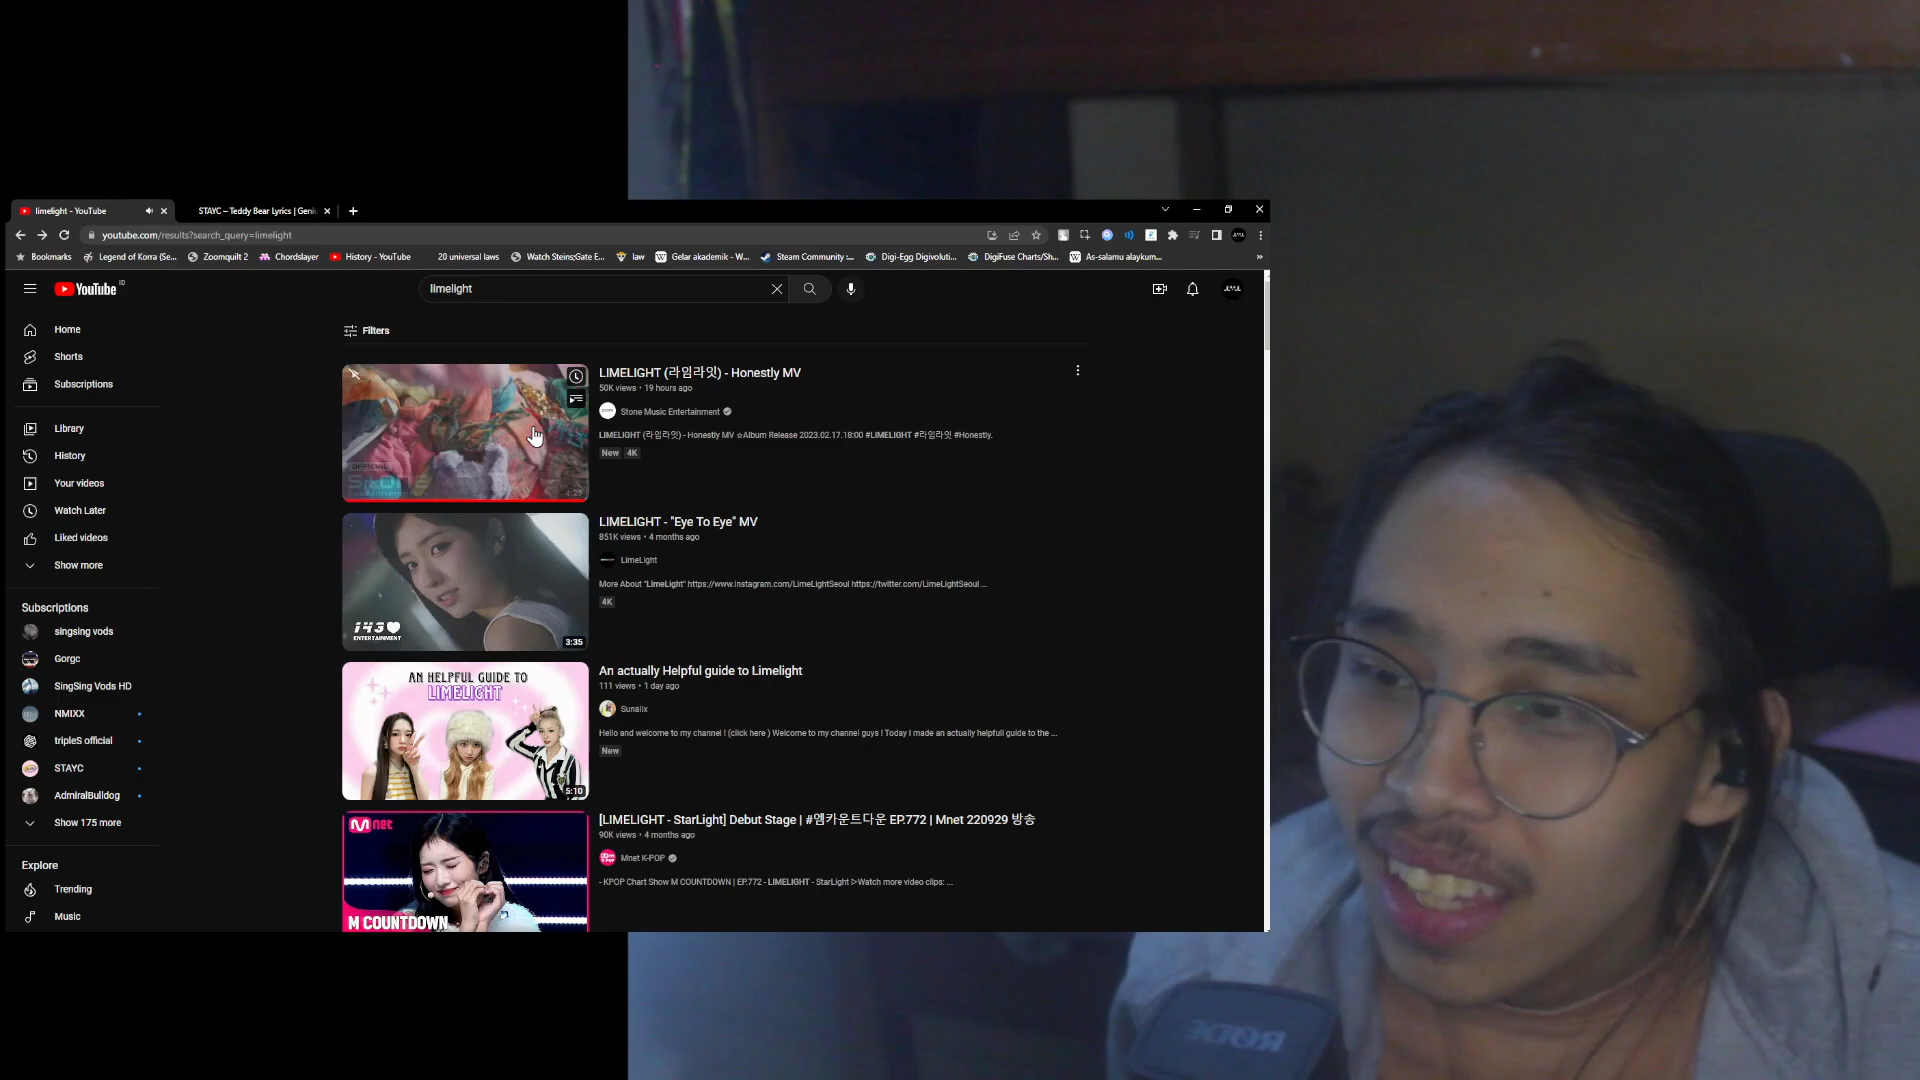 limelight - YouTube
STAYC – Teddy Bear Lyrics | Geni
youtube.com/results?search_query=limelight
Bookmarks
Legend of Korra (Se...
Zoomquilt 2
Chordslayer
History - YouTube
20 universal laws
Watch Steins;Gate E...
law
Gelar akademik - W...
Steam Community :...
Digi-Egg Digivoluti...
DigiFuse Charts/Sh...
As-salamu alaykum...
YouTube ID
limelight
Home
Shorts
Subscriptions
Library
History
Your videos
Watch Later
Liked videos
Show more
Subscriptions
singsing vods
Gorgc
SingSing Vods HD
NMIXX
tripleS official
STAYC
AdmiralBulldog
Show 175 more
Explore
Trending
Music
Filters
OFFICIAL
4:25
LIMELIGHT (라임라잇) - Honestly MV
50K views • 19 hours ago
Stone Music Entertainment
LIMELIGHT (라임라잇) - Honestly MV ☆Album Release 2023.02.17.18:00 #LIMELIGHT #라임라잇 #Honestly.
New 4K
143
ENTERTAINMENT
3:35
LIMELIGHT - "Eye To Eye" MV
851K views • 4 months ago
LimeLight
More About "LimeLight" https://www.instagram.com/LimeLightSeoul https://twitter.com/LimeLightSeoul ...
4K
AN HELPFUL GUIDE TO
LIMELIGHT
5:10
An actually Helpful guide to Limelight
111 views • 1 day ago
Hello and welcome to my channel ! (click here ) Welcome to my channel guys ! Today I made an actually helpfull guide to the ...
New
M net
M COUNTDOWN
[LIMELIGHT - StarLight] Debut Stage | #엠카운트다운 EP.772 | Mnet 220929 방송
90K views • 4 months ago
Mnet K-POP
- KPOP Chart Show M COUNTDOWN | EP.772 - LIMELIGHT - StarLight ▷Watch more video clips: ...
RØDE